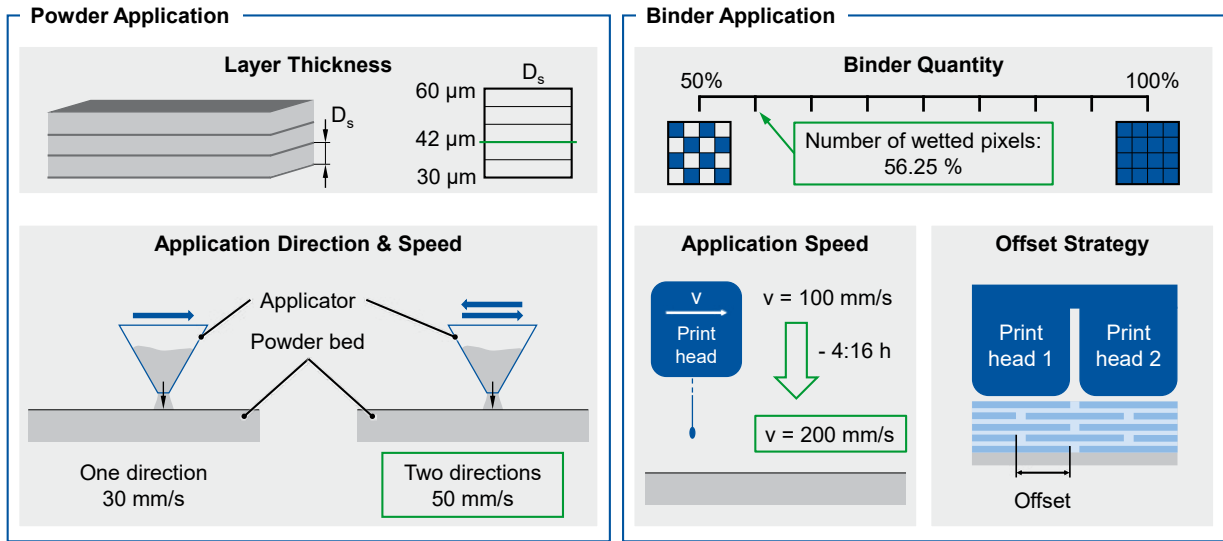 Powder Application
Layer Thickness
D_s
D_s
60 µm
42 µm
30 µm
Application Direction & Speed
Applicator
Powder bed
One direction
30 mm/s
Two directions
50 mm/s
Binder Application
Binder Quantity
50%
100%
Number of wetted pixels:
56.25 %
Application Speed
v
Print
head
v = 100 mm/s
- 4:16 h
v = 200 mm/s
Offset Strategy
Print
head 1
Print
head 2
Offset